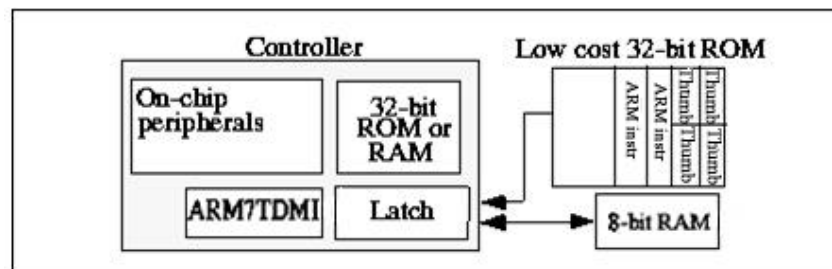 Controller
Low cost 32-bit ROM
On-chip
peripherals
32-bit
ROM or
RAM
ARM7TDMI
Latch
ARM instr
ARM instr
Thumb
Thumb
Thumb
Thumb
8-bit RAM